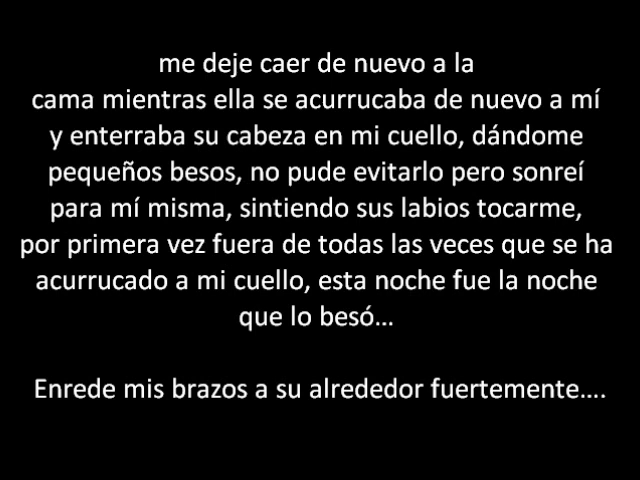 me deje caer de nuevo a la
cama mientras ella se acurrucaba de nuevo a mí
y enterraba su cabeza en mi cuello, dándome
pequeños besos, no pude evitarlo pero sonreí
para mí misma, sintiendo sus labios tocarme,
por primera vez fuera de todas las veces que se ha
acurrucado a mi cuello, esta noche fue la noche
que lo besó...

Enrede mis brazos a su alrededor fuertemente....